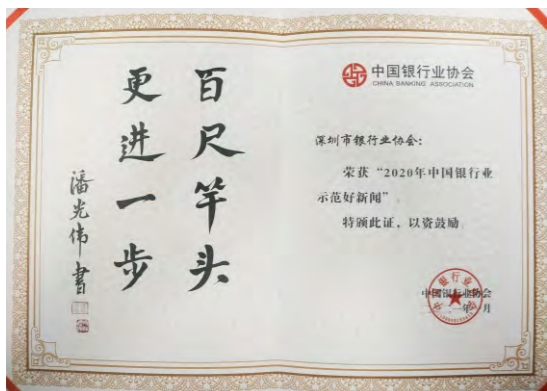 百尺竿头
更进一步
潘光伟書
中国银行业协会
CHINA BANKING ASSOCIATION
深圳市银行业协会：
荣获“2020年中国银行业
示范好新闻”
特颁此证，以资鼓励
中国银行业协会